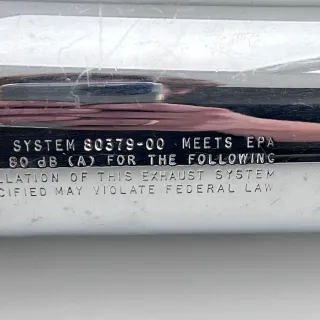 SYSTEM 80379-00 MEETS EPA
80 dB (A) FOR THE FOLLOWING
LLATION OF THIS EXHAUST SYSTEM
CIFIED MAY VIOLATE FEDERAL LAW